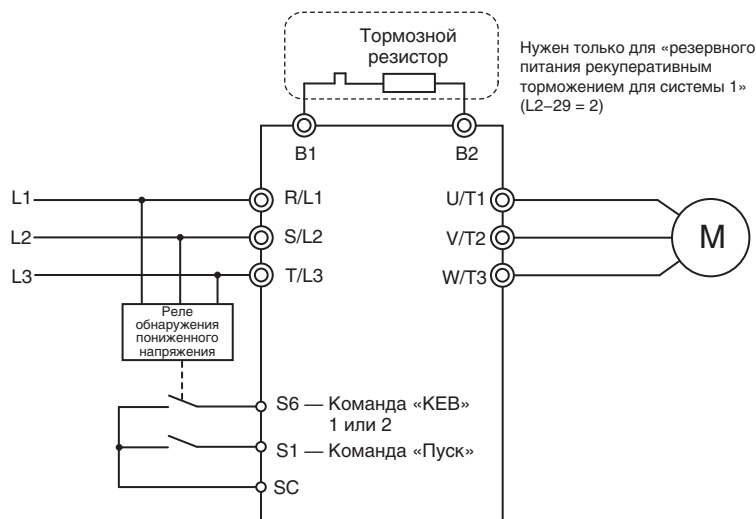 Тормозной
резистор
Нужен только для «резервного
питания рекуперативным
торможением для системы 1»
(L2–29 = 2)
B1
B2
L1
R/L1
U/T1
L2
S/L2
V/T2
M
L3
T/L3
W/T3
Реле
обнаружения
пониженного
напряжения
S6 — Команда «КЕВ»
1 или 2
S1 — Команда «Пуск»
SC